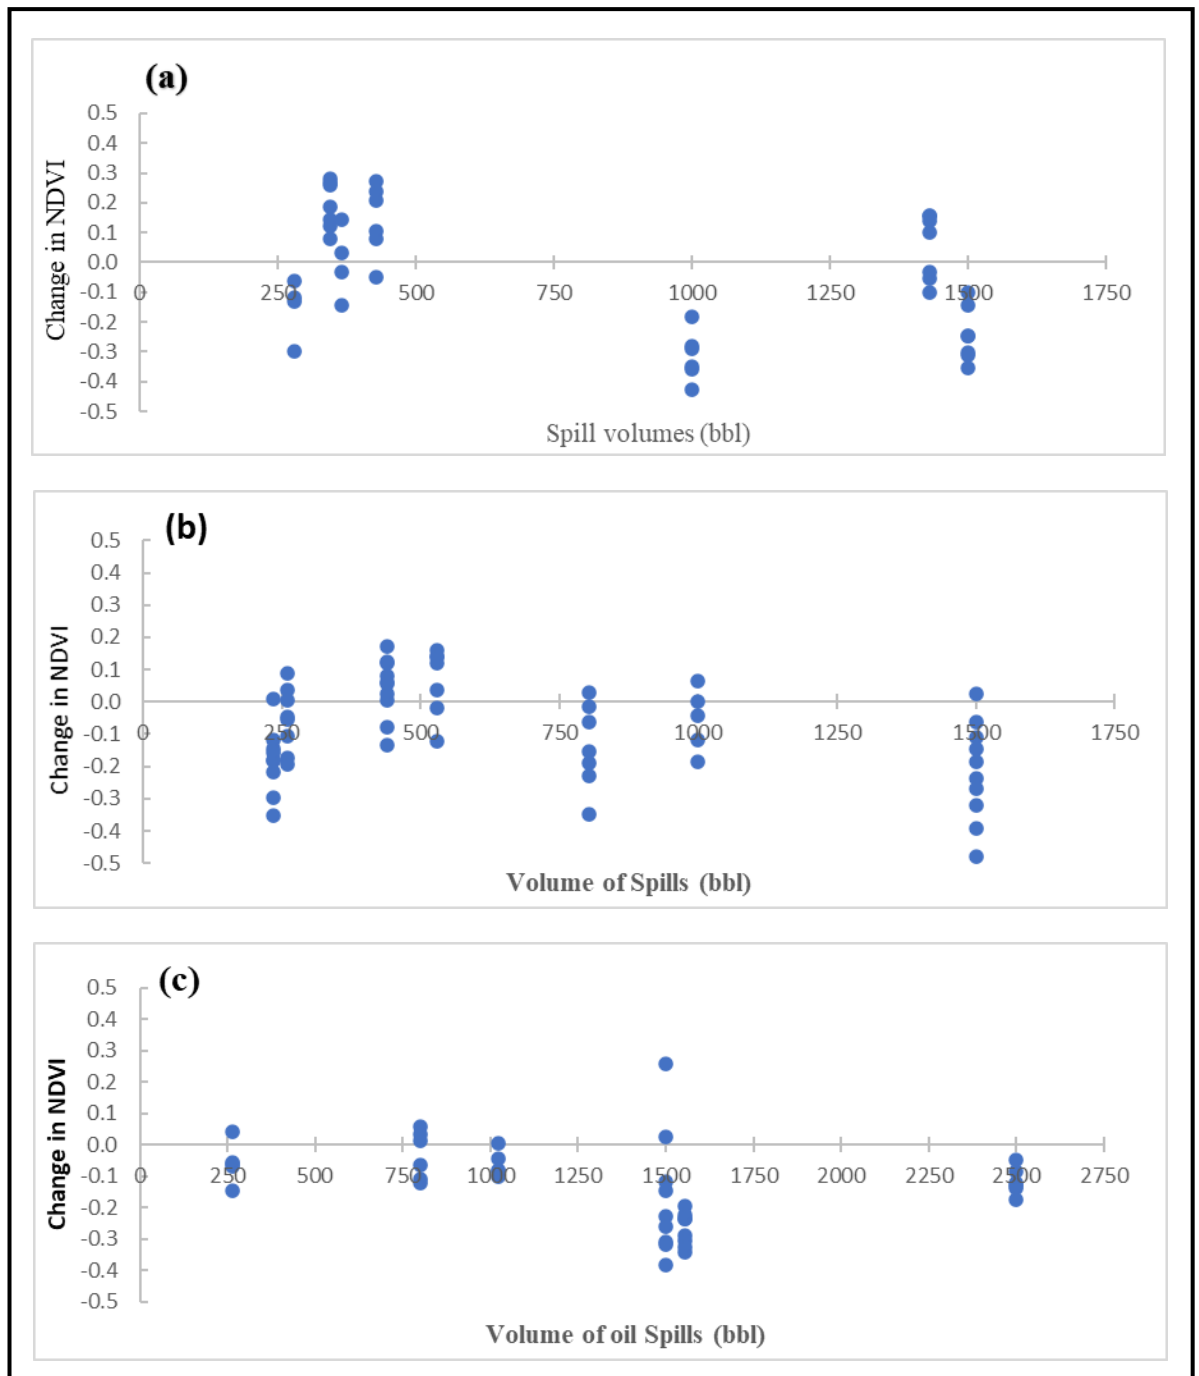 (a)
0.5
0.4
0.3
0.2
0.1
0.0
-0.1
-0.2
-0.3
-0.4
-0.5
Change in NDVI
0 250 500 750 1000 1250 1500 1750
Spill volumes (bbl)
(b)
0.5
0.4
0.3
0.2
0.1
0.0
-0.1
-0.2
-0.3
-0.4
-0.5
Change in NDVI
0 250 500 750 1000 1250 1500 1750
Volume of Spills (bbl)
(c)
0.5
0.4
0.3
0.2
0.1
0.0
-0.1
-0.2
-0.3
-0.4
-0.5
Change in NDVI
0 250 500 750 1000 1250 1500 1750 2000 2250 2500 2750
Volume of oil Spills (bbl)